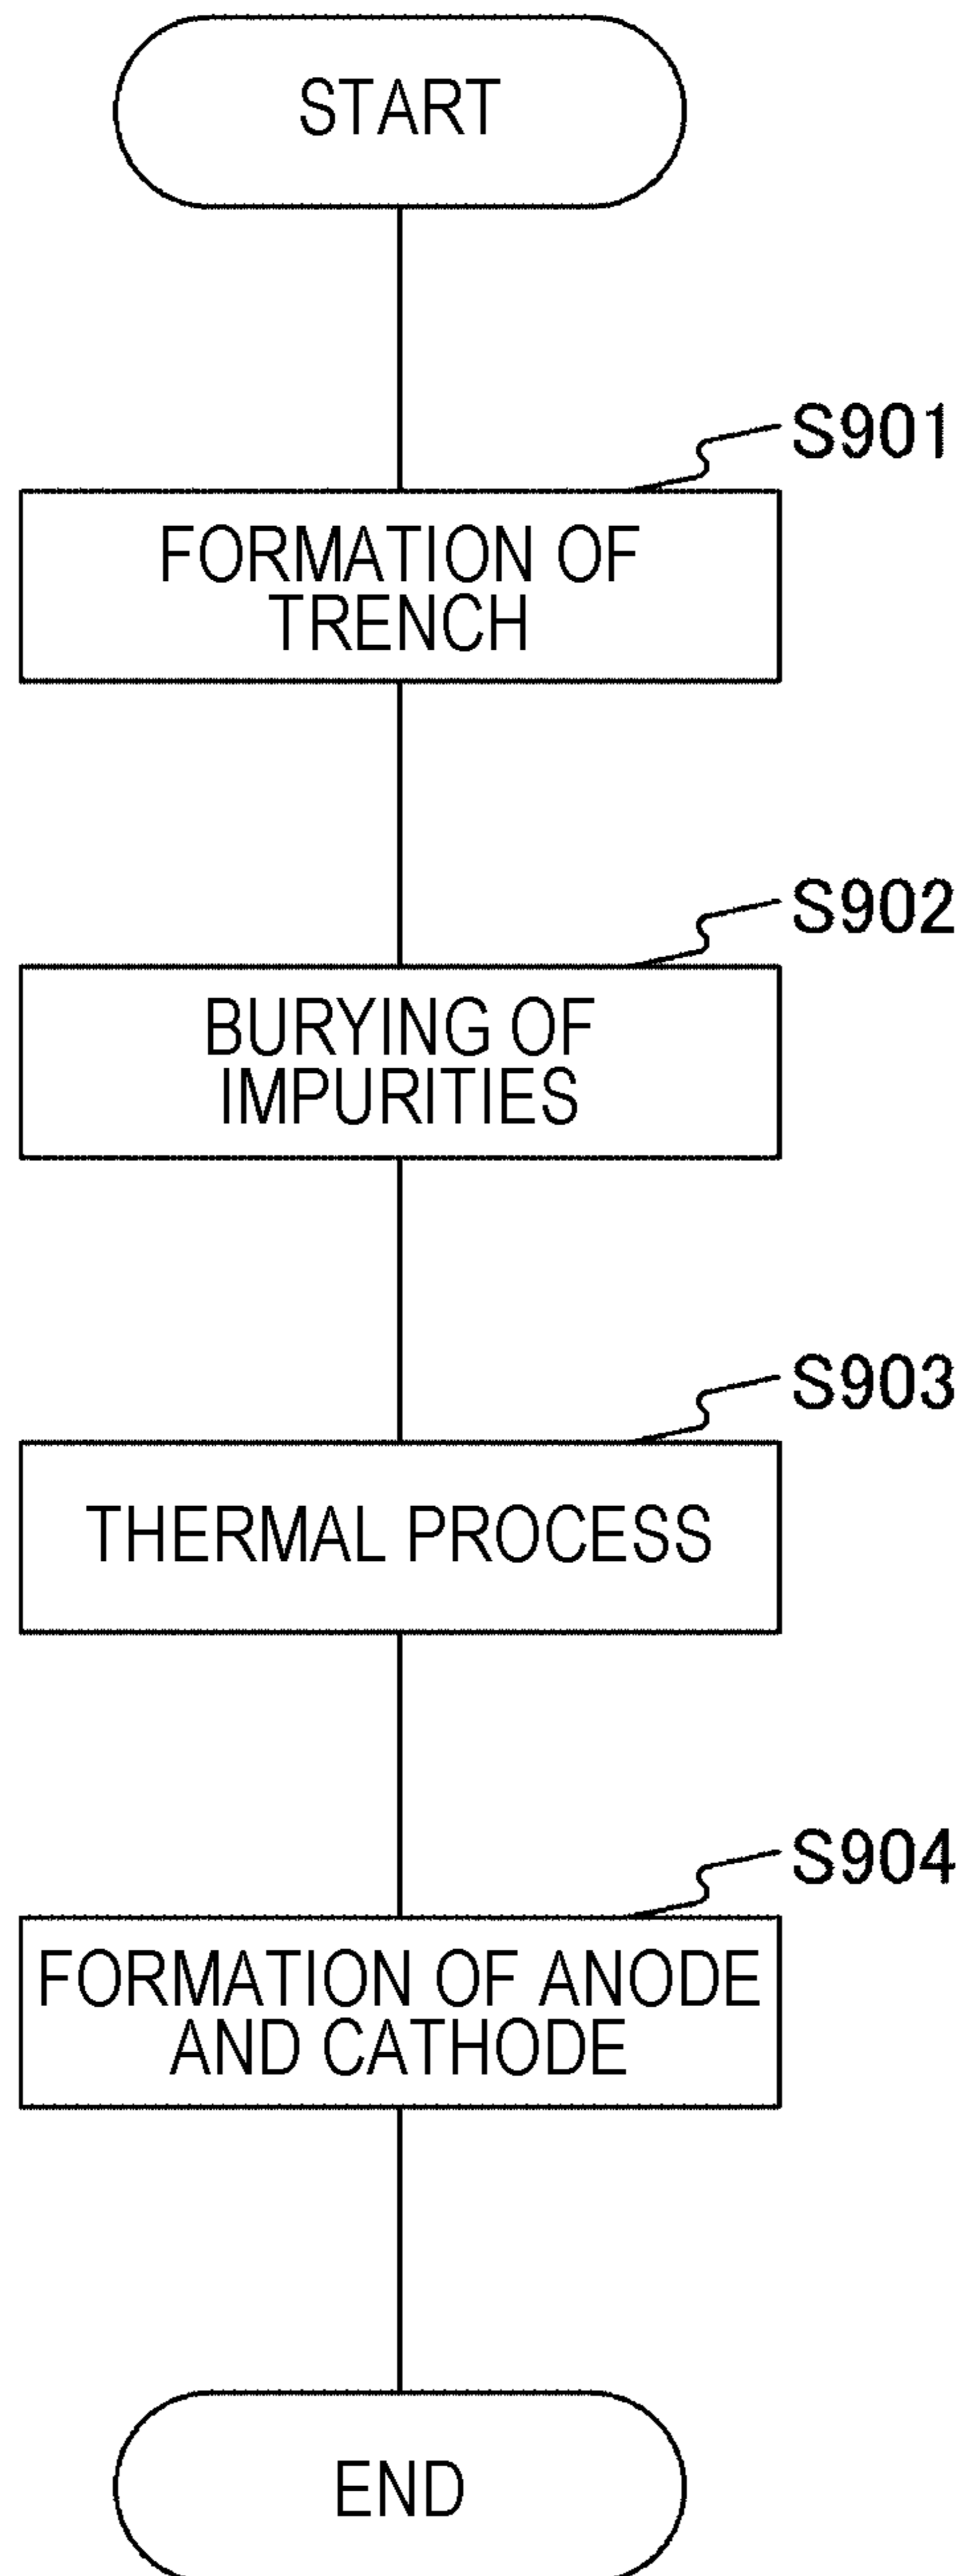 START
S901
FORMATION OF
TRENCH
S902
BURYING OF
IMPURITIES
S903
THERMAL PROCESS
S904
FORMATION OF ANODE
AND CATHODE
END